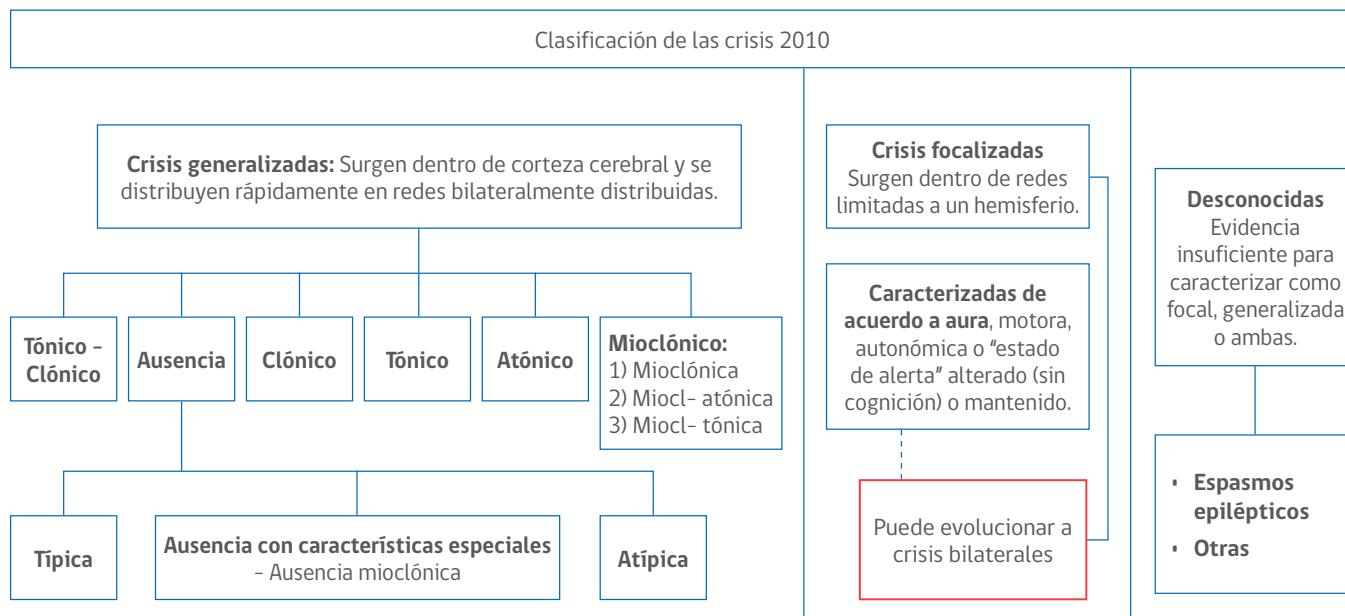 Clasificación de las crisis 2010
Crisis generalizadas: Surgen dentro de corteza cerebral y se
distribuyen rápidamente en redes bilateralmente distribuidas.
Tónico –
Clónico
Ausencia
Clónico
Tónico
Atónico
Mioclónico:
1) Mioclónica
2) Miocl– atónica
3) Miocl– tónica
Típica
Ausencia con características especiales
– Ausencia mioclónica
Atípica
Crisis focalizadas
Surgen dentro de redes
limitadas a un hemisferio.
Caracterizadas de
acuerdo a aura, motora,
autonómica o "estado
de alerta" alterado (sin
cognición) o mantenido.
Puede evolucionar a
crisis bilaterales
Desconocidas
Evidencia
insuficiente para
caracterizar como
focal, generalizada
o ambas.
• Espasmos
epilépticos
• Otras